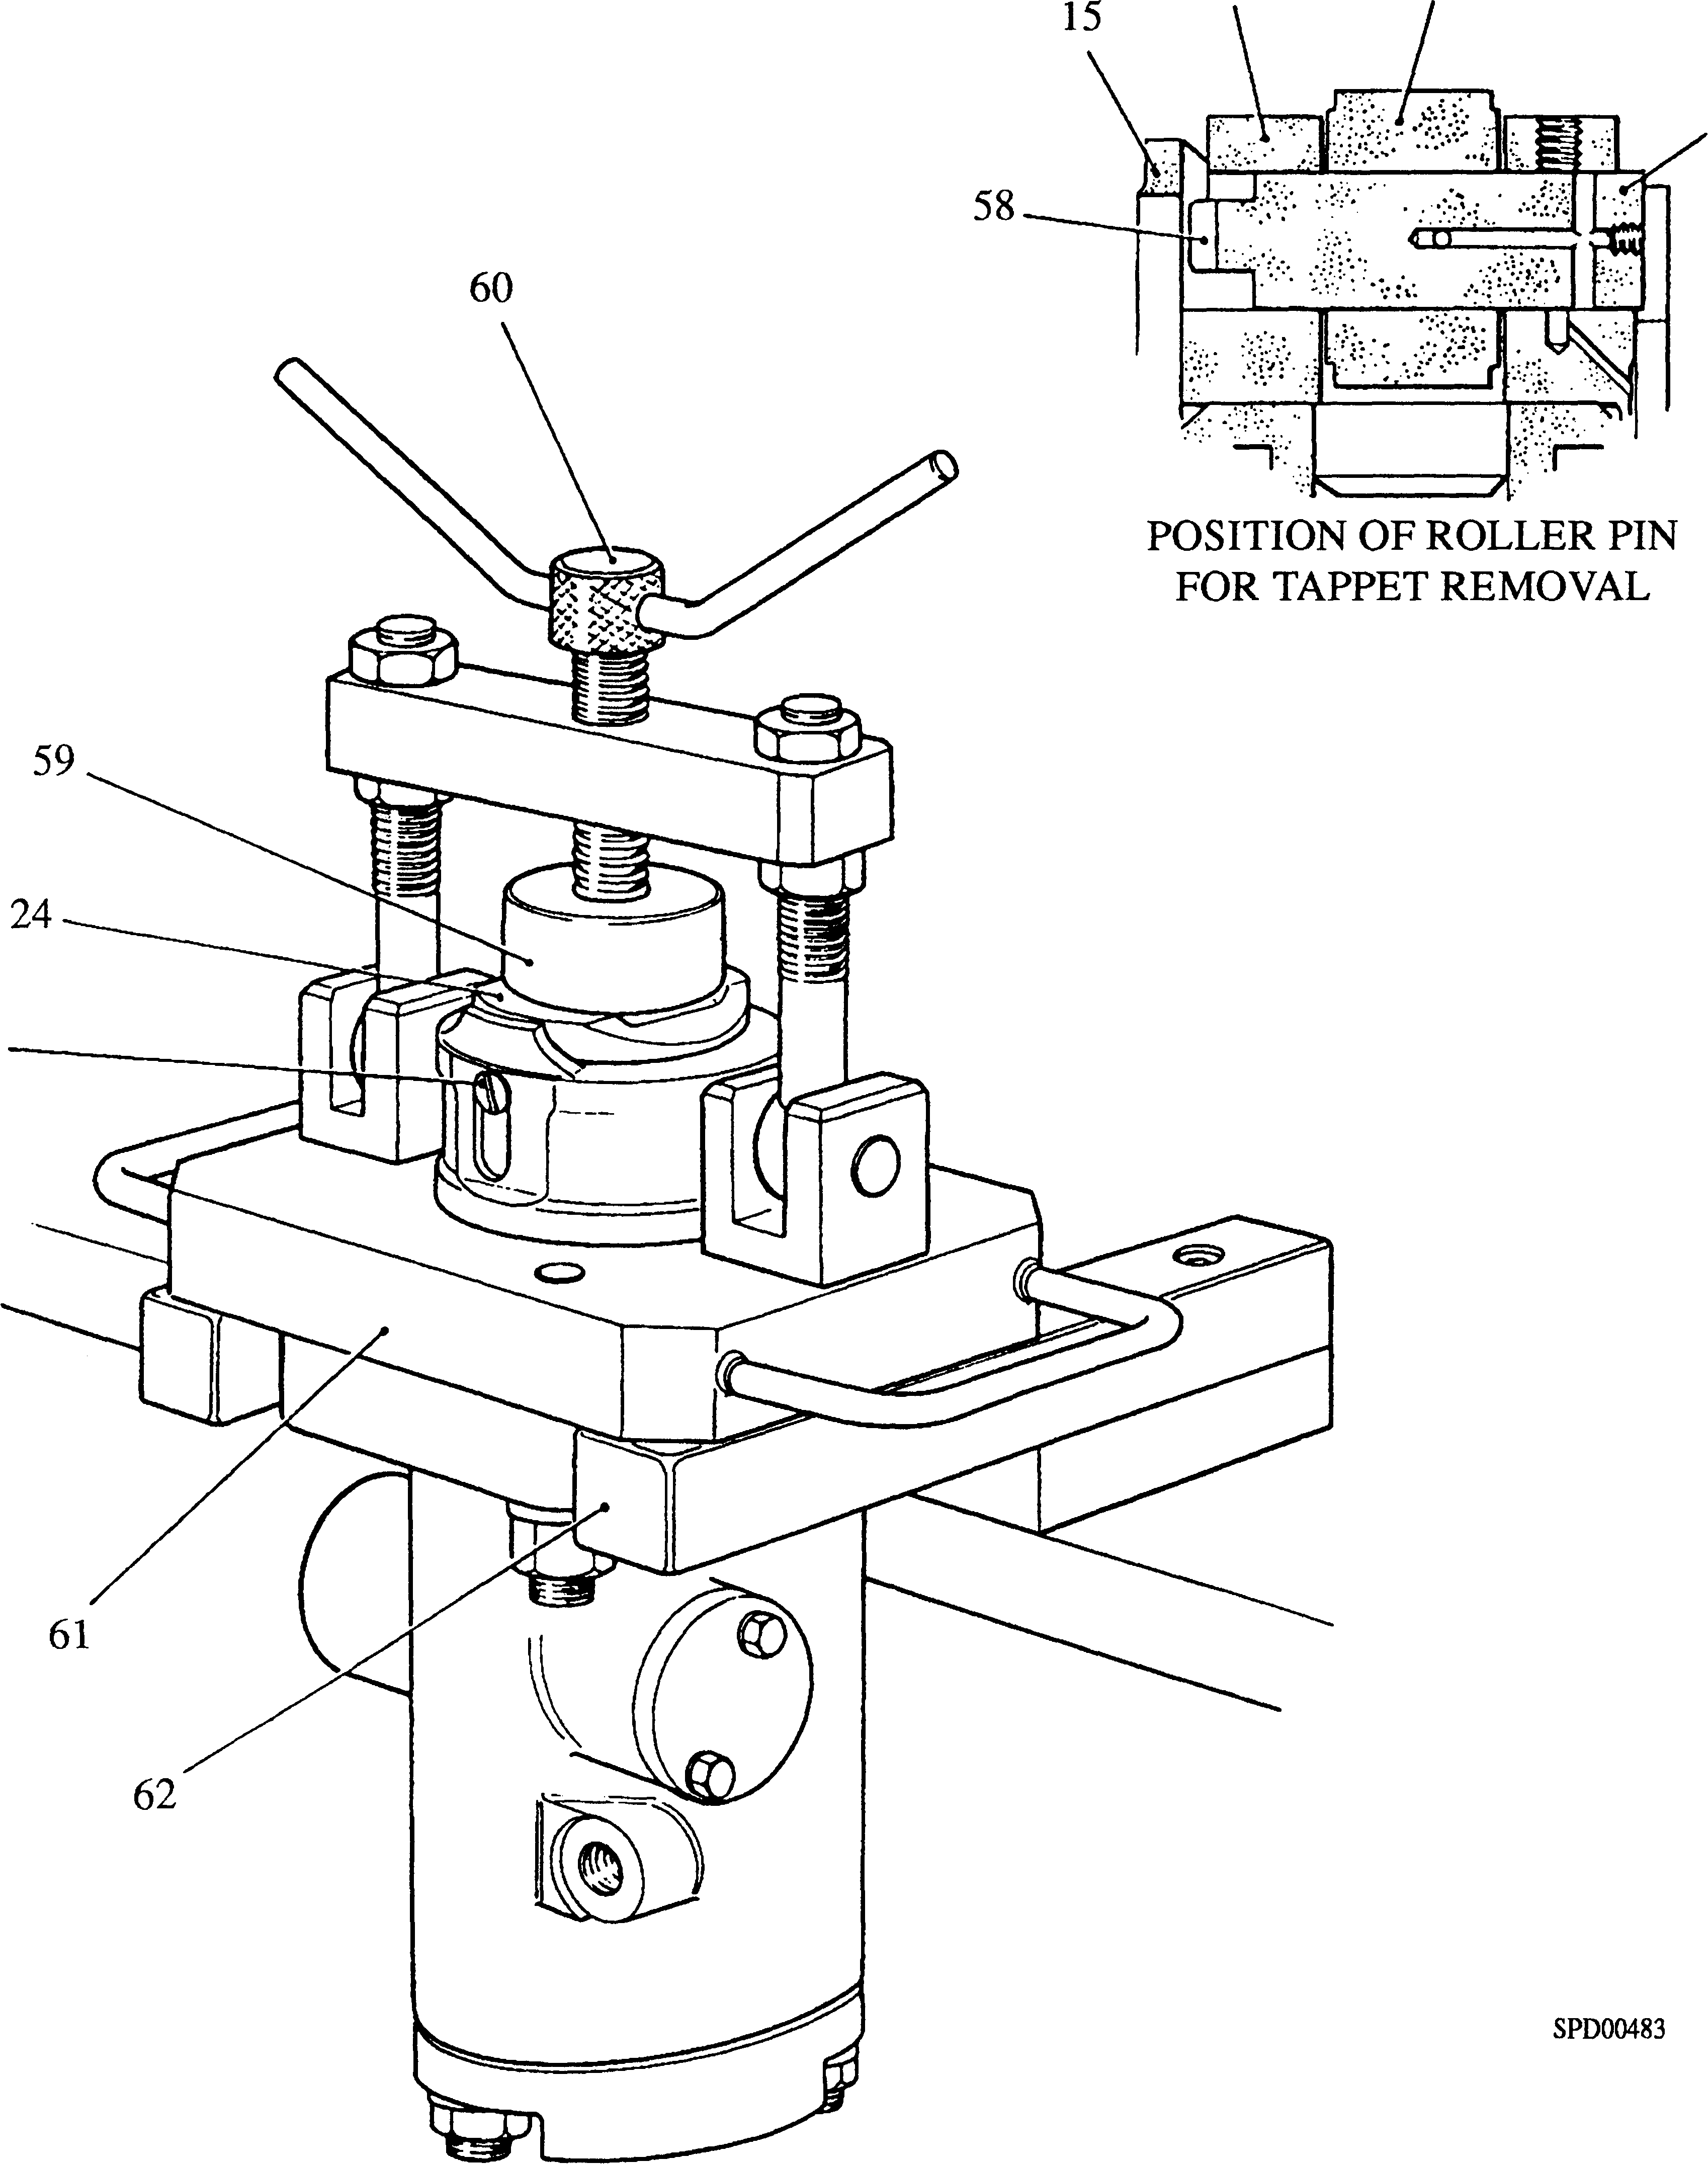 15
58
60
POSITION OF ROLLER PIN
FOR TAPPET REMOVAL
59
24
61
62
SPD00483